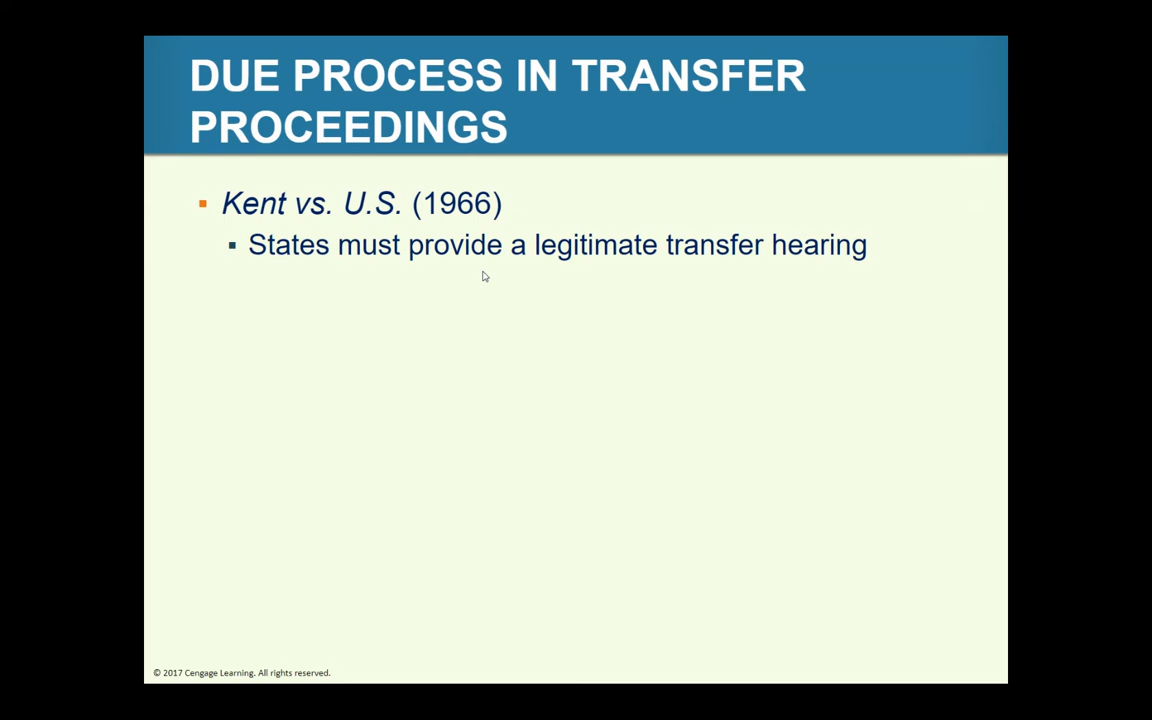 DUE PROCESS IN TRANSFER
PROCEEDINGS
Kent vs. U.S. (1966)
States must provide a legitimate transfer hearing
© 2017 Cengage Learning. All rights reserved.